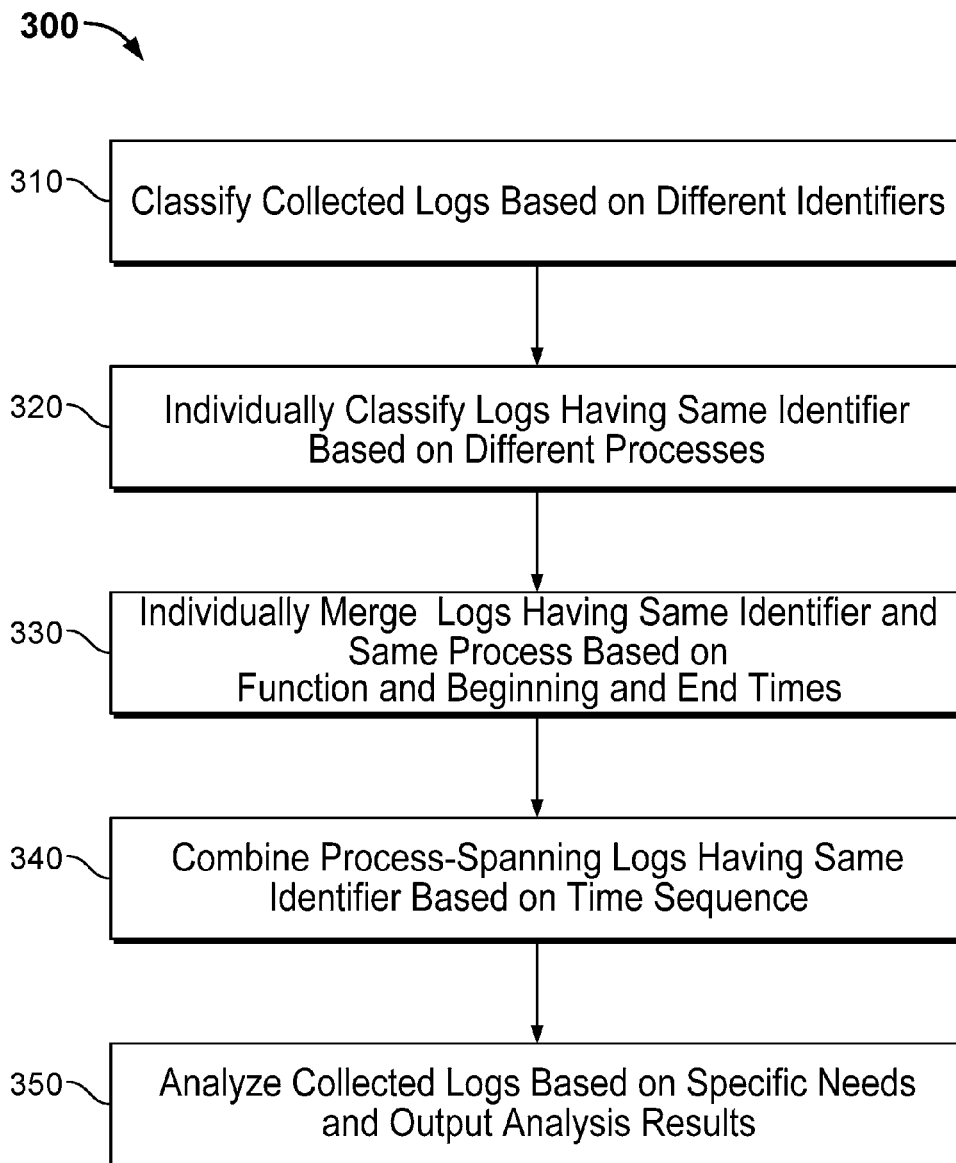 300
310
Classify Collected Logs Based on Different Identifiers
320
Individually Classify Logs Having Same Identifier
Based on Different Processes
330
Individually Merge Logs Having Same Identifier and
Same Process Based on
Function and Beginning and End Times
340
Combine Process-Spanning Logs Having Same
Identifier Based on Time Sequence
350
Analyze Collected Logs Based on Specific Needs
and Output Analysis Results